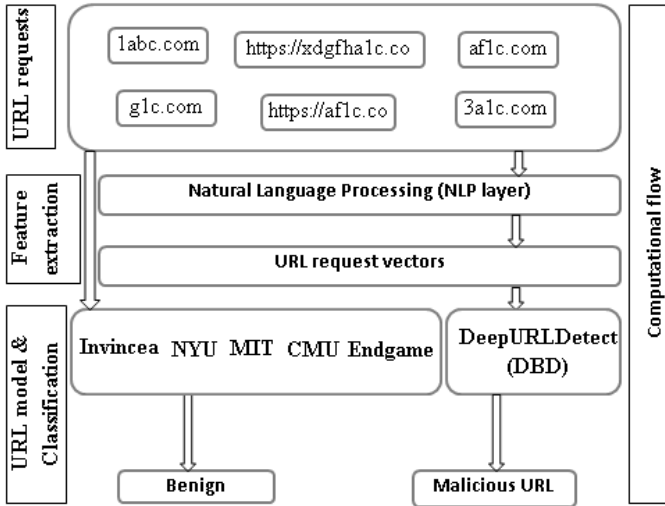 URL requests
1abc.com
https://xdgfha1c.co
af1c.com
g1c.com
https://af1c.co
3a1c.com
Feature
extraction
Natural Language Processing (NLP layer)
URL request vectors
URL model &
Classification
Invincea NYU MIT CMU Endgame
DeepURLDetect
(DBD)
Benign
Malicious URL
Computational flow